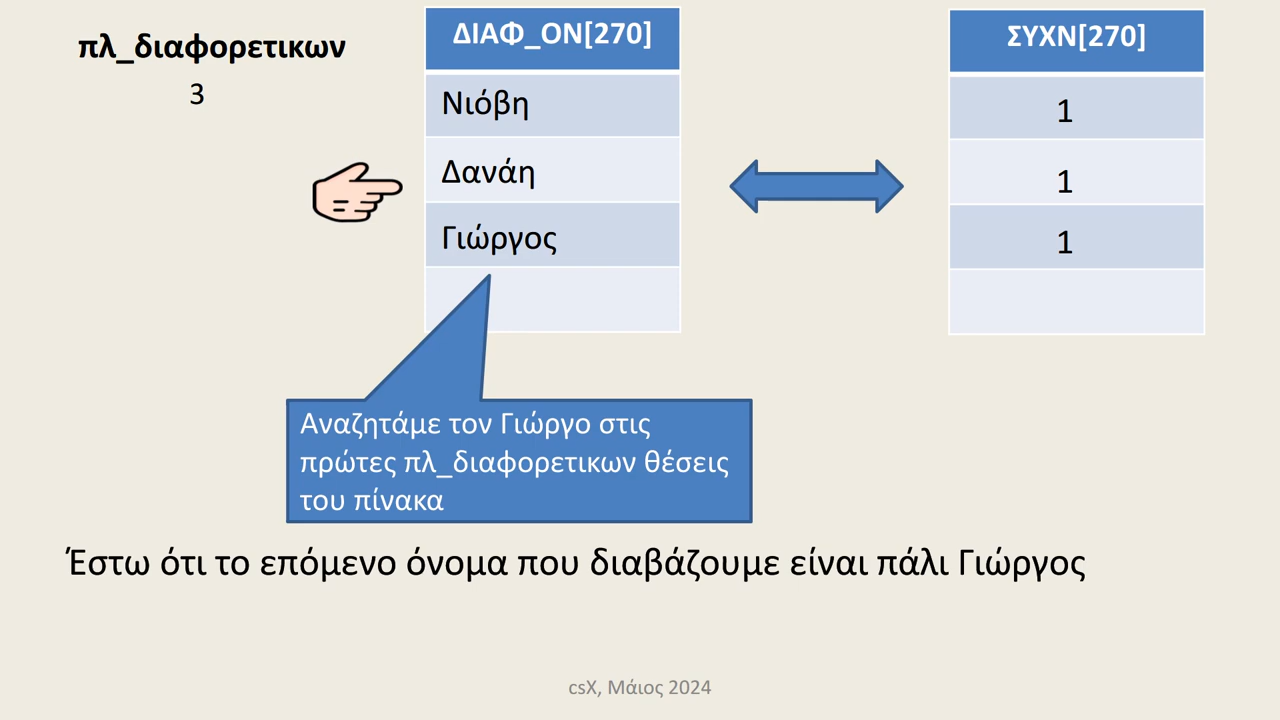 πλ_διαφορετικων
3
ΔΙΑΦ_ΟΝ[270]
Νιόβη
Δανάη
Γιώργος
ΣΥΧΝ[270]
1
1
1
Αναζητάμε τον Γιώργο στις
πρώτες πλ_διαφορετικων θέσεις
του πίνακα
Έστω ότι το επόμενο όνομα που διαβάζουμε είναι πάλι Γιώργος
csX, Μάιος 2024